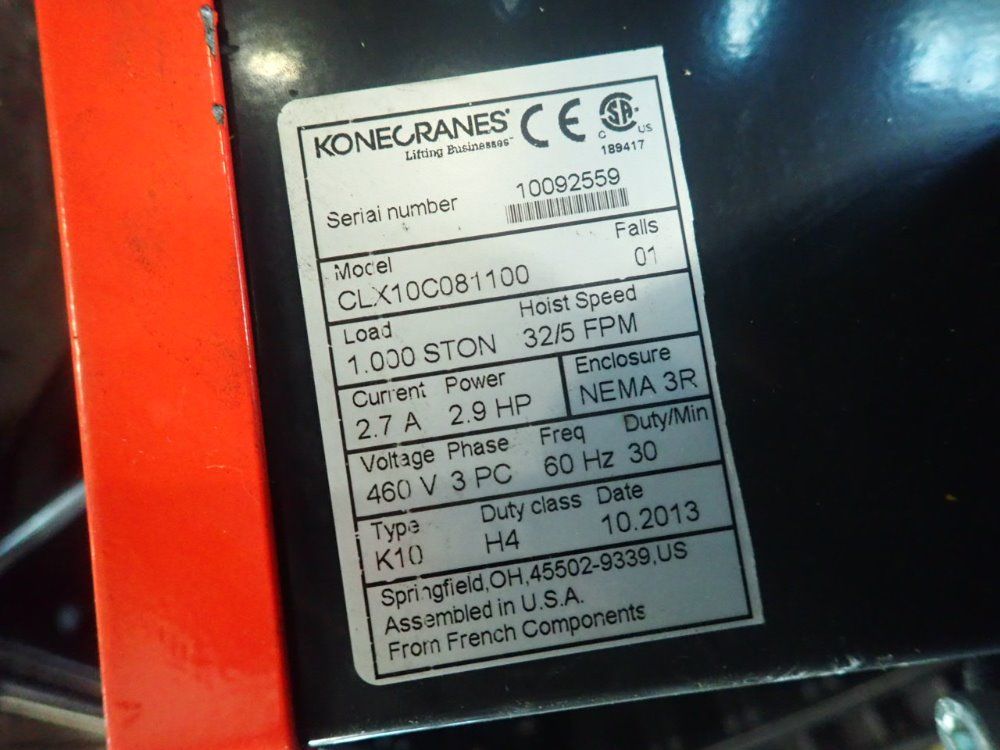 KONECRANES®
Lifting Businesses™
CE
SA
C US
189417
Serial number 10092559
Model Falls
CLX10C081100 01
Load Hoist Speed
1.000 STON 32/5 FPM
Current Power Enclosure
2.7 A 2.9 HP NEMA 3R
Voltage Phase Freq Duty/Min
460 V 3 PC 60 Hz 30
Type Duty class Date
K10 H4 10.2013
Springfield,OH,45502-9339,US
Assembled in U.S.A.
From French Components